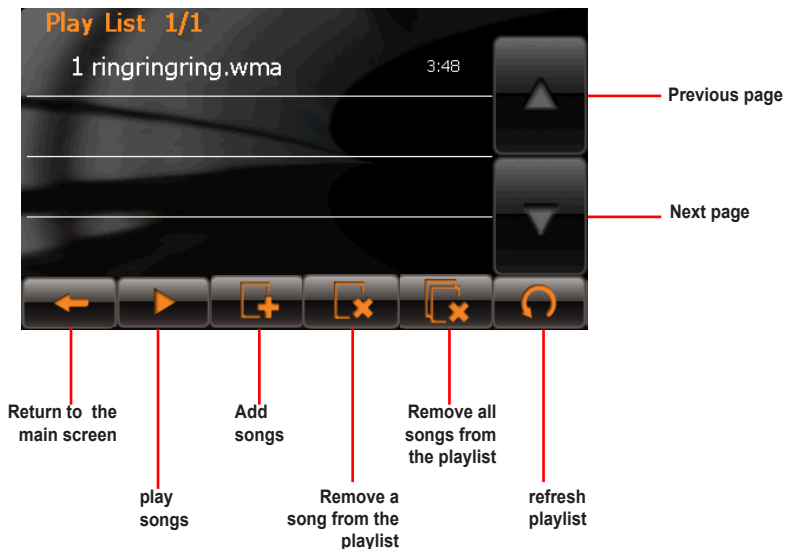 Play List 1/1
1 ringringring.wma 3:48
Previous page
Next page
Return to the
main screen
play
songs
Add
songs
Remove a
song from the
playlist
Remove all
songs from
the playlist
refresh
playlist